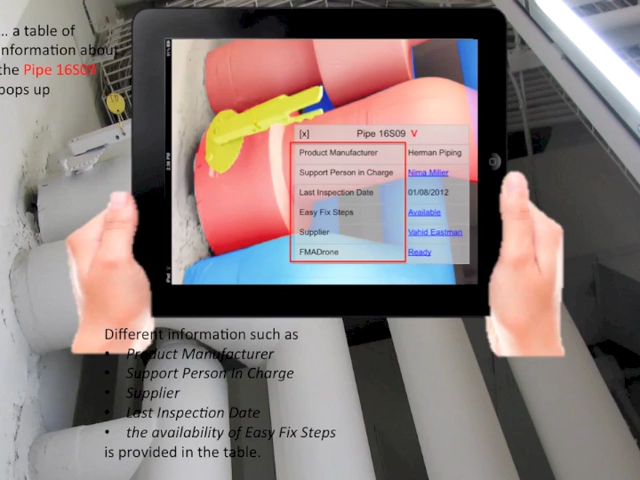 ... a table of
information about
the Pipe 16S09
pops up
[x] Pipe 16S09 V
Product Manufacturer Herman Piping
Support Person in Charge Nima Miller
Last Inspection Date 01/08/2012
Easy Fix Steps Available
Supplier Vahid Eastman
FMADrone Ready
Different information such as
• Product Manufacturer
• Support Person In Charge
• Supplier
• Last Inspection Date
• the availability of Easy Fix Steps
is provided in the table.